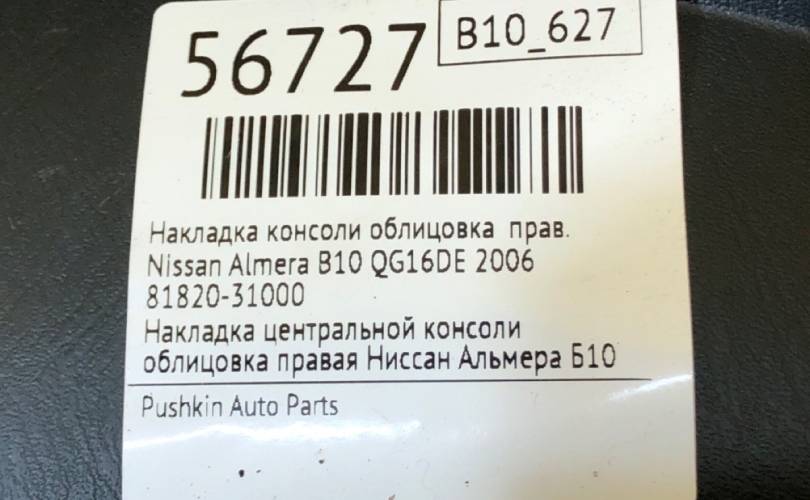 56727
B10_627
Накладка консоли облицовка прав.
Nissan Almera B10 QG16DE 2006
81820-31000
Накладка центральной консоли
облицовка правая Ниссан Альмера Б10
Pushkin Auto Parts